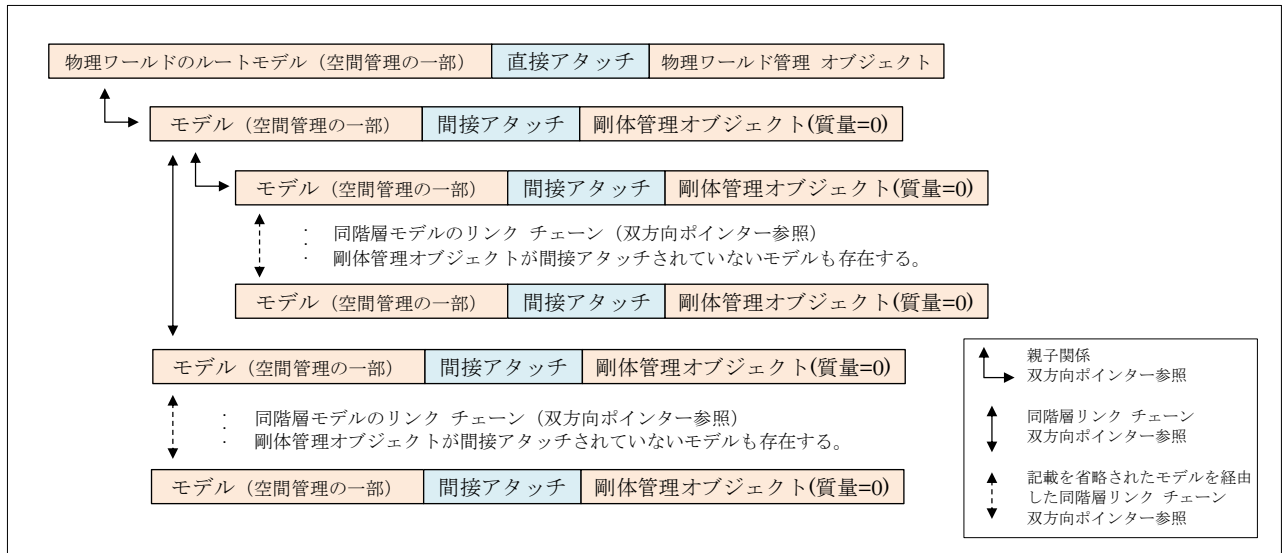 物理ワールドのルートモデル（空間管理の一部） 直接アタッチ 物理ワールド管理 オブジェクト
モデル（空間管理の一部） 間接アタッチ 剛体管理オブジェクト(質量=0)
モデル（空間管理の一部） 間接アタッチ 剛体管理オブジェクト(質量=0)
・ 同階層モデルのリンク チェーン（双方向ポインター参照）
・ 剛体管理オブジェクトが間接アタッチされていないモデルも存在する。
モデル（空間管理の一部） 間接アタッチ 剛体管理オブジェクト(質量=0)
モデル（空間管理の一部） 間接アタッチ 剛体管理オブジェクト(質量=0)
・ 同階層モデルのリンク チェーン（双方向ポインター参照）
・ 剛体管理オブジェクトが間接アタッチされていないモデルも存在する。
モデル（空間管理の一部） 間接アタッチ 剛体管理オブジェクト(質量=0)
親子関係
双方向ポインター参照
同階層リンク チェーン
双方向ポインター参照
記載を省略されたモデルを経由
した同階層リンク チェーン
双方向ポインター参照